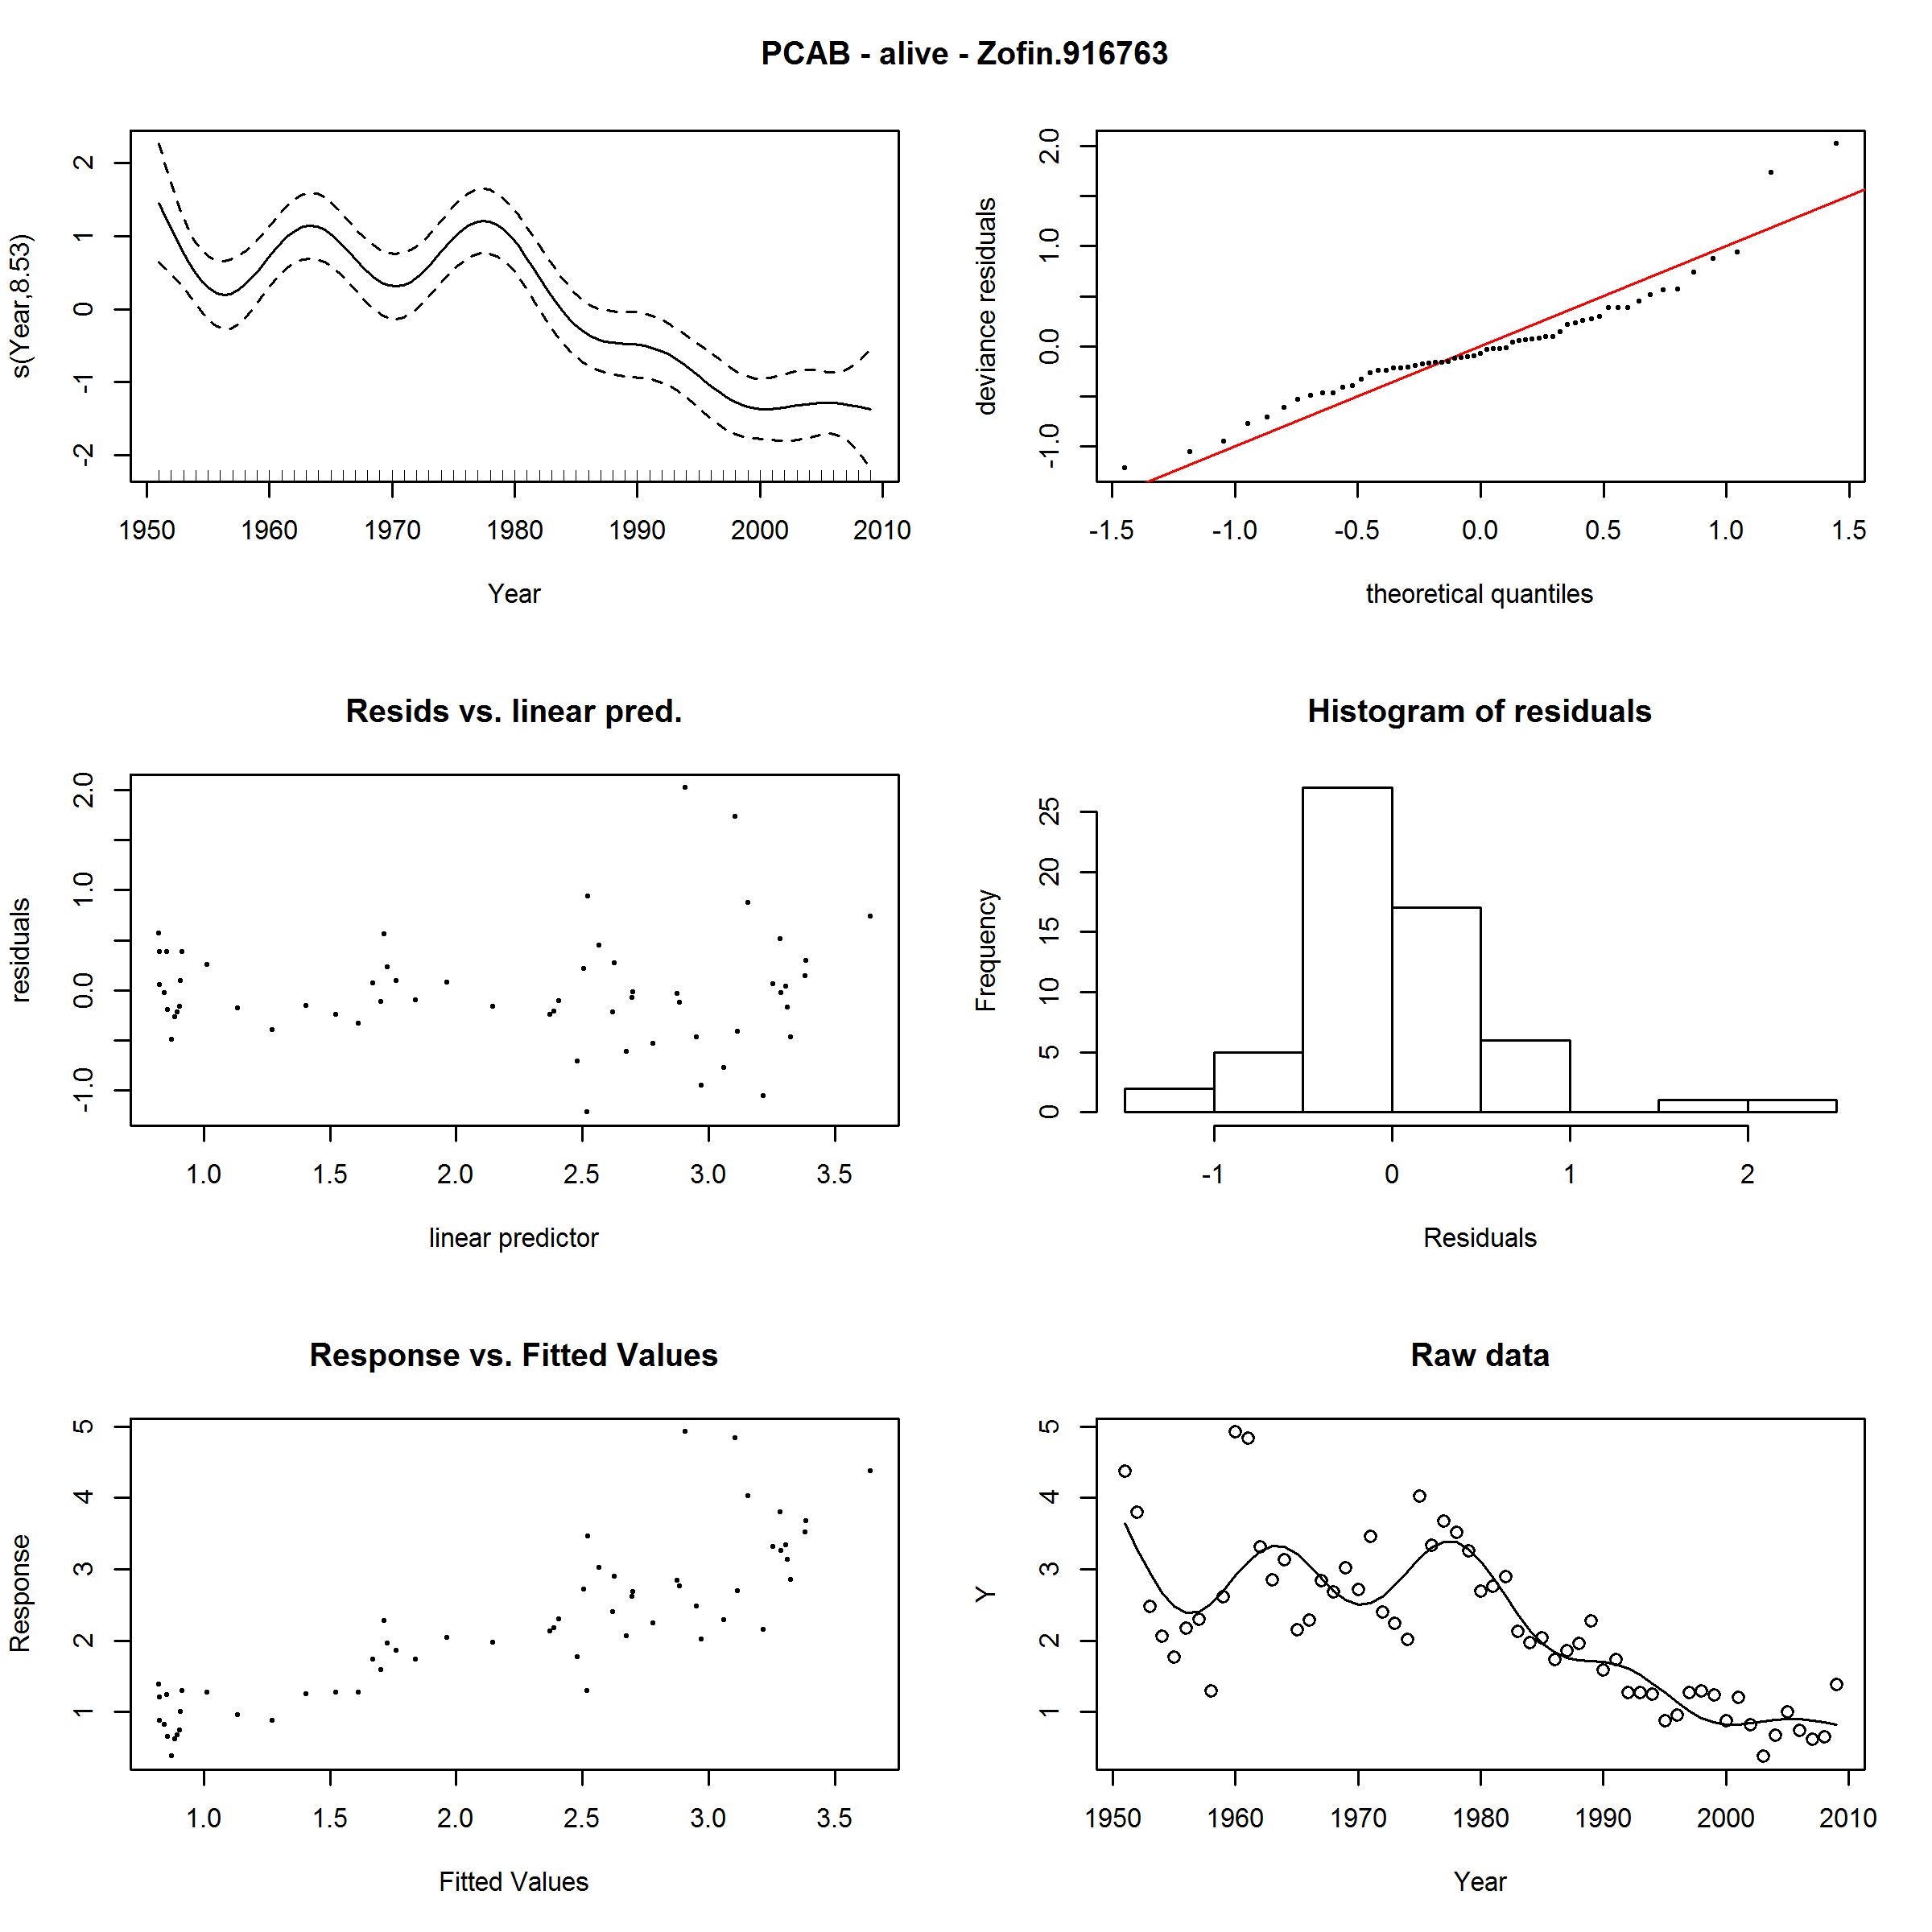 PCAB - alive - Zofin.916763
s(Year,8.53)
2
1
0
-1
-2
1950 1960 1970 1980 1990 2000 2010
Year
deviance residuals
2.0
1.0
0.0
-1.0
-1.5 -1.0 -0.5 0.0 0.5 1.0 1.5
theoretical quantiles
Resids vs. linear pred.
residuals
2.0
1.0
0.0
-1.0
1.0 1.5 2.0 2.5 3.0 3.5
linear predictor
Histogram of residuals
Frequency
25
20
15
10
5
0
-1 0 1 2
Residuals
Response vs. Fitted Values
Response
5
4
3
2
1
1.0 1.5 2.0 2.5 3.0 3.5
Fitted Values
Raw data
Y
5
4
3
2
1
1950 1960 1970 1980 1990 2000 2010
Year